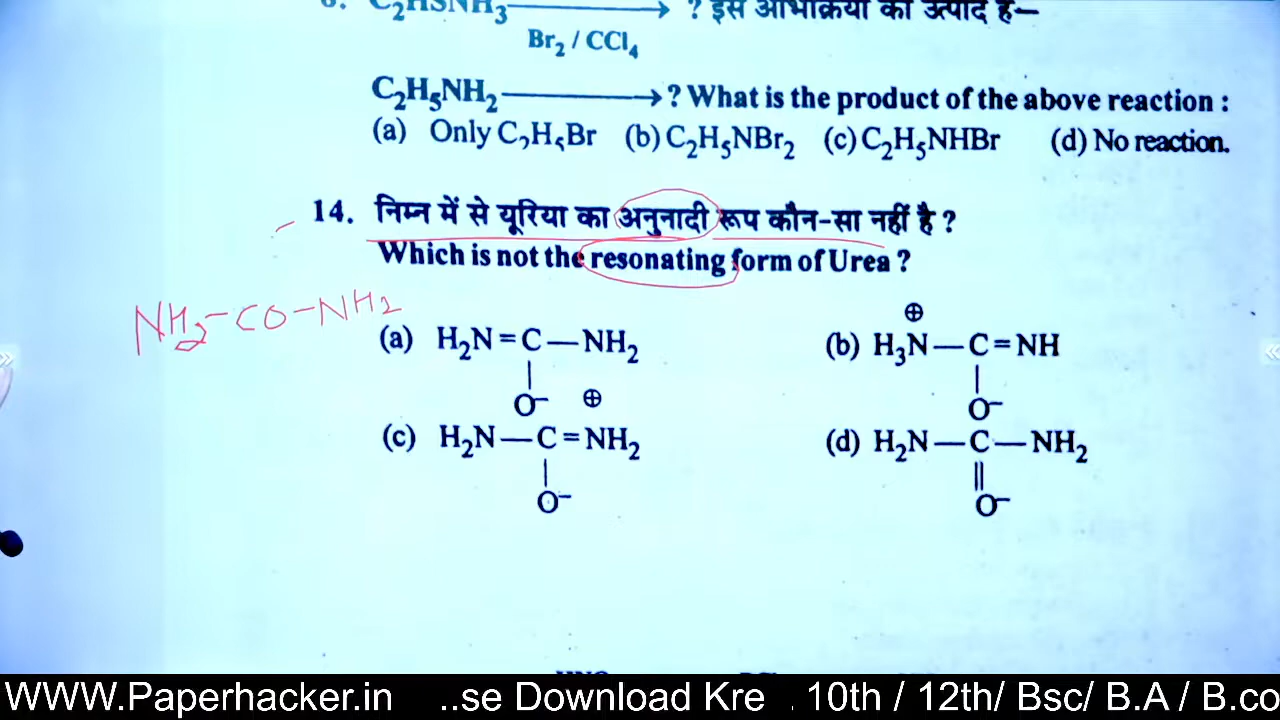 8. C₂H5NH₃ ? इस अभिक्रिया का उत्पाद है—
Br₂ / CCl₄
C₂H₅NH₂ → ? What is the product of the above reaction :
(a) Only C₂H₅Br (b) C₂H₅NBr₂ (c) C₂H₅NHBr (d) No reaction.
14. निम्न में से यूरिया का अनुनादी रूप कौन-सा नहीं है ?
Which is not the resonating form of Urea ?
NH₂-CO-NH₂
⊕
(a) H₂N=C—NH₂ (b) H₃N—C=NH
O⁻ ⊕ O⁻
(c) H₂N—C=NH₂ (d) H₂N—C—NH₂
O⁻ O⁻
WWW.Paperhacker.in ..se Download Kre . 10th / 12th/ Bsc/ B.A / B.co